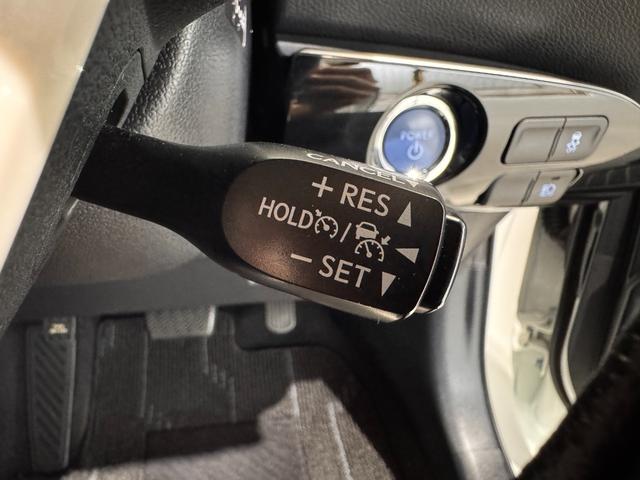 POWER
CANCEL
+ RES
HOLD /
− SET